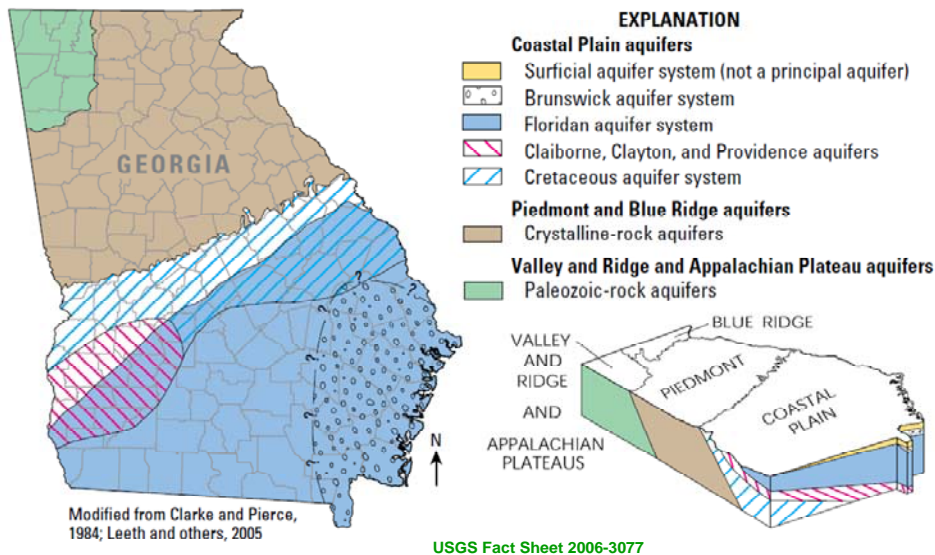 GEORGIA
N
Modified from Clarke and Pierce,
1984; Leeth and others, 2005
EXPLANATION
Coastal Plain aquifers
Surficial aquifer system (not a principal aquifer)
Brunswick aquifer system
Floridan aquifer system
Claiborne, Clayton, and Providence aquifers
Cretaceous aquifer system
Piedmont and Blue Ridge aquifers
Crystalline-rock aquifers
Valley and Ridge and Appalachian Plateau aquifers
Paleozoic-rock aquifers
BLUE RIDGE
VALLEY
AND
RIDGE
AND
APPALACHIAN
PLATEAUS
PIEDMONT
COASTAL
PLAIN
?
?
?
?
?
USGS Fact Sheet 2006-3077